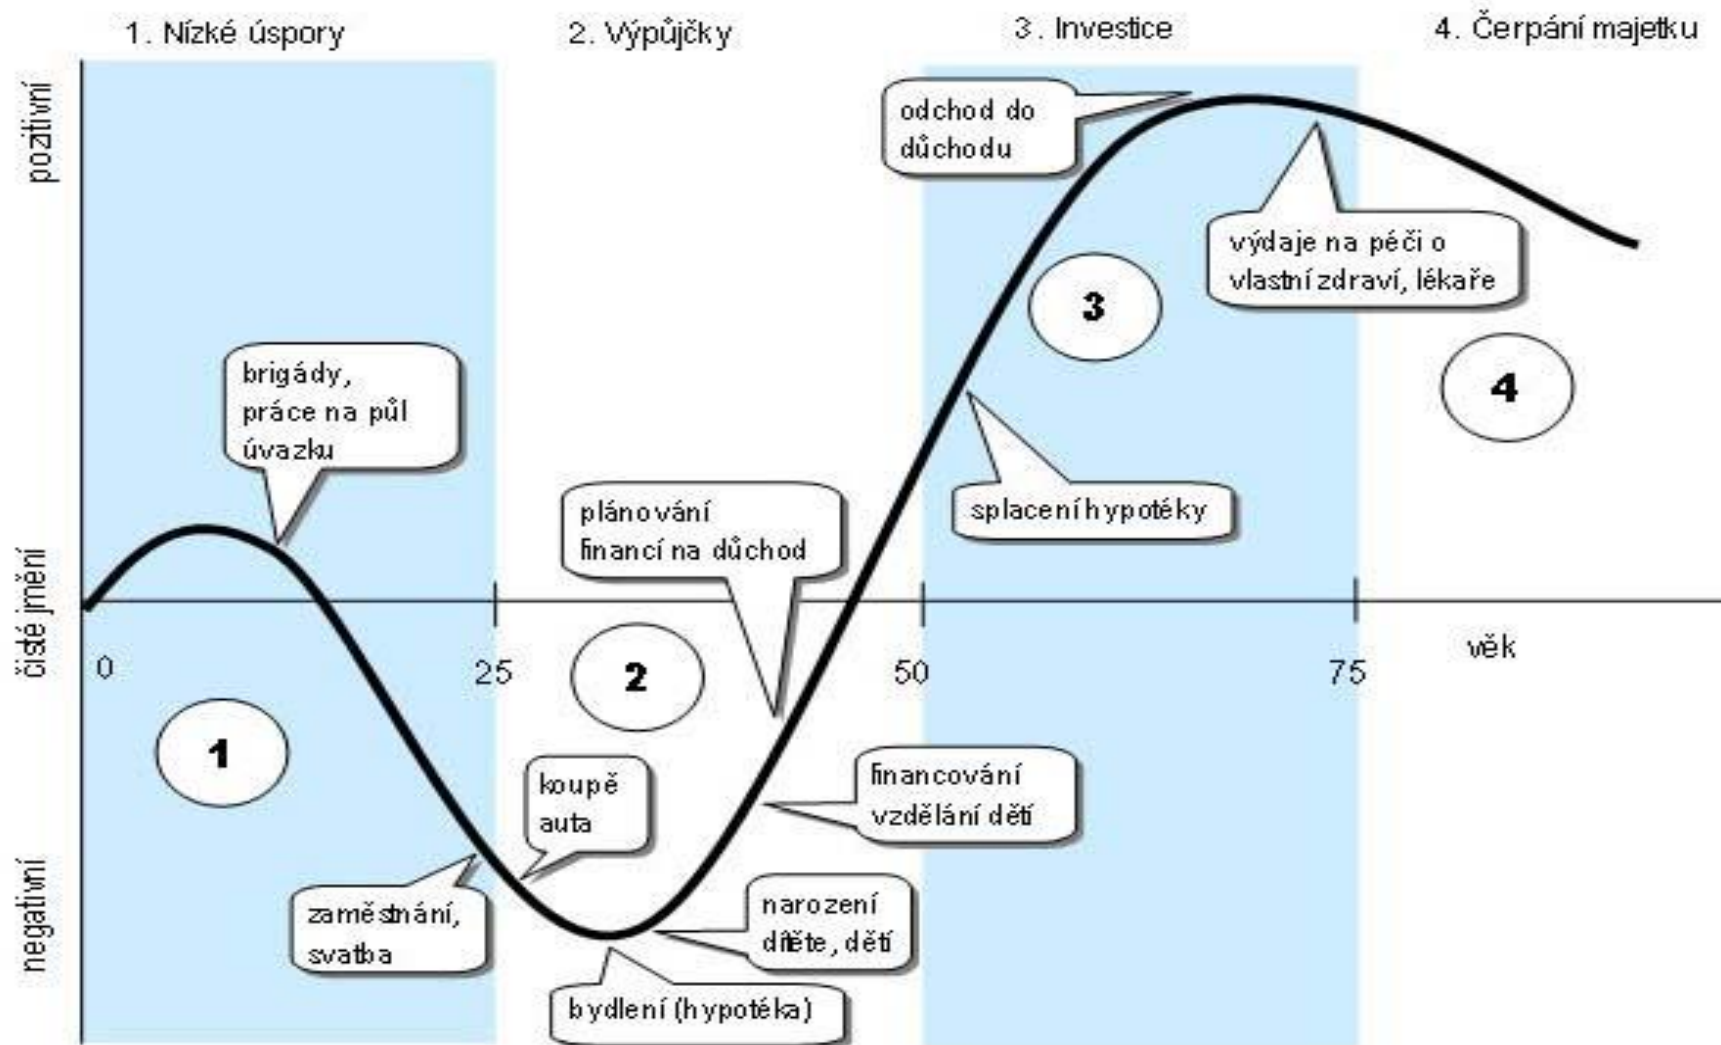 1. Nízké úspory
2. Výpůjčky
3. Investice
4. Čerpání majetku
pozitivní
čisté jmění
negativní
odchod do
důchodu
výdaje na péči o
vlastní zdraví, lékaře
3
4
brigády,
práce na půl
úvazku
plánování
financí na důchod
splacení hypotéky
0
25
50
75
věk
1
2
koupě
auta
financování
vzdělání dětí
zaměstnání,
svatba
narození
dítěte, dětí
bydlení (hypotéka)